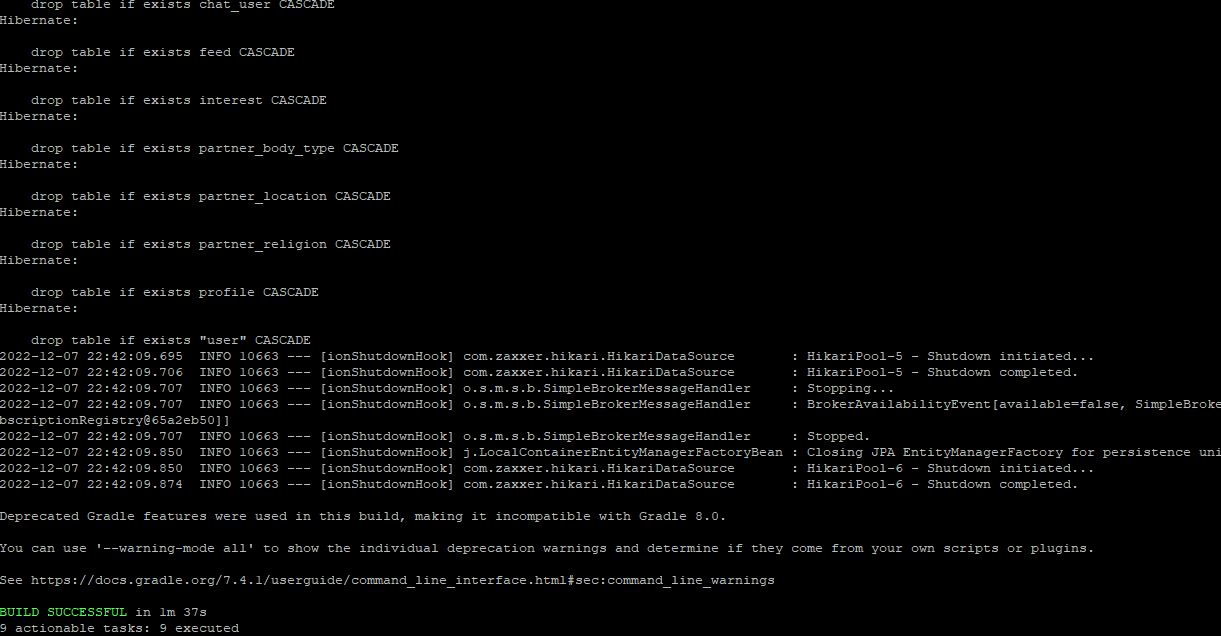 drop table if exists chat_user CASCADE
Hibernate:
    drop table if exists feed CASCADE
Hibernate:
    drop table if exists interest CASCADE
Hibernate:
    drop table if exists partner_body_type CASCADE
Hibernate:
    drop table if exists partner_location CASCADE
Hibernate:
    drop table if exists partner_religion CASCADE
Hibernate:
    drop table if exists profile CASCADE
Hibernate:
    drop table if exists "user" CASCADE
2022-12-07 22:42:09.695  INFO 10663 --- [ionShutdownHook] com.zaxxer.hikari.HikariDataSource       : HikariPool-5 - Shutdown initiated...
2022-12-07 22:42:09.706  INFO 10663 --- [ionShutdownHook] com.zaxxer.hikari.HikariDataSource       : HikariPool-5 - Shutdown completed.
2022-12-07 22:42:09.707  INFO 10663 --- [ionShutdownHook] o.s.m.s.b.SimpleBrokerMessageHandler     : Stopping...
2022-12-07 22:42:09.707  INFO 10663 --- [ionShutdownHook] o.s.m.s.b.SimpleBrokerMessageHandler     : BrokerAvailabilityEvent[available=false, SimpleBroke
bscriptionRegistry@65a2eb50]]
2022-12-07 22:42:09.707  INFO 10663 --- [ionShutdownHook] o.s.m.s.b.SimpleBrokerMessageHandler     : Stopped.
2022-12-07 22:42:09.850  INFO 10663 --- [ionShutdownHook] j.LocalContainerEntityManagerFactoryBean : Closing JPA EntityManagerFactory for persistence uni
2022-12-07 22:42:09.850  INFO 10663 --- [ionShutdownHook] com.zaxxer.hikari.HikariDataSource       : HikariPool-6 - Shutdown initiated...
2022-12-07 22:42:09.874  INFO 10663 --- [ionShutdownHook] com.zaxxer.hikari.HikariDataSource       : HikariPool-6 - Shutdown completed.
Deprecated Gradle features were used in this build, making it incompatible with Gradle 8.0.
You can use '--warning-mode all' to show the individual deprecation warnings and determine if they come from your own scripts or plugins.
See https://docs.gradle.org/7.4.1/userguide/command_line_interface.html#sec:command_line_warnings
BUILD SUCCESSFUL in 1m 37s
9 actionable tasks: 9 executed